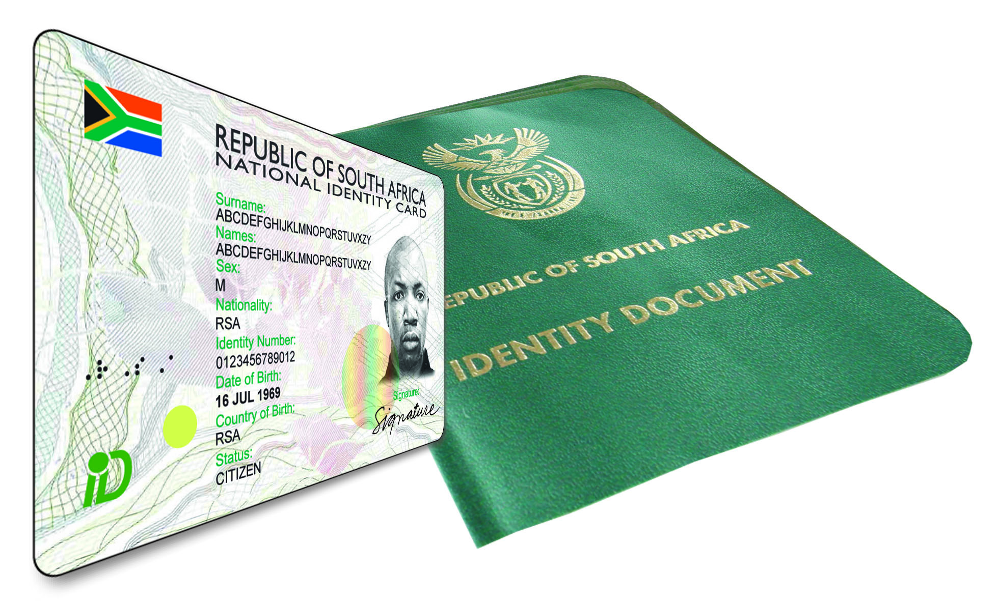 REPUBLIC OF SOUTH AFRICA
NATIONAL IDENTITY CARD
Surname:
ABCDEFGHIJKLMNOPQRSTUVXZY
Names:
ABCDEFGHIJKLMNOPQRSTUVXZY
Sex:
M
Nationality:
RSA
Identity Number:
0123456789012
Date of Birth:
16 JUL 1969
Country of Birth:
RSA
Status:
CITIZEN
Signature:
Signature
iD
EPUBLIC OF SOUTH AFRICA
IDENTITY DOCUMENT